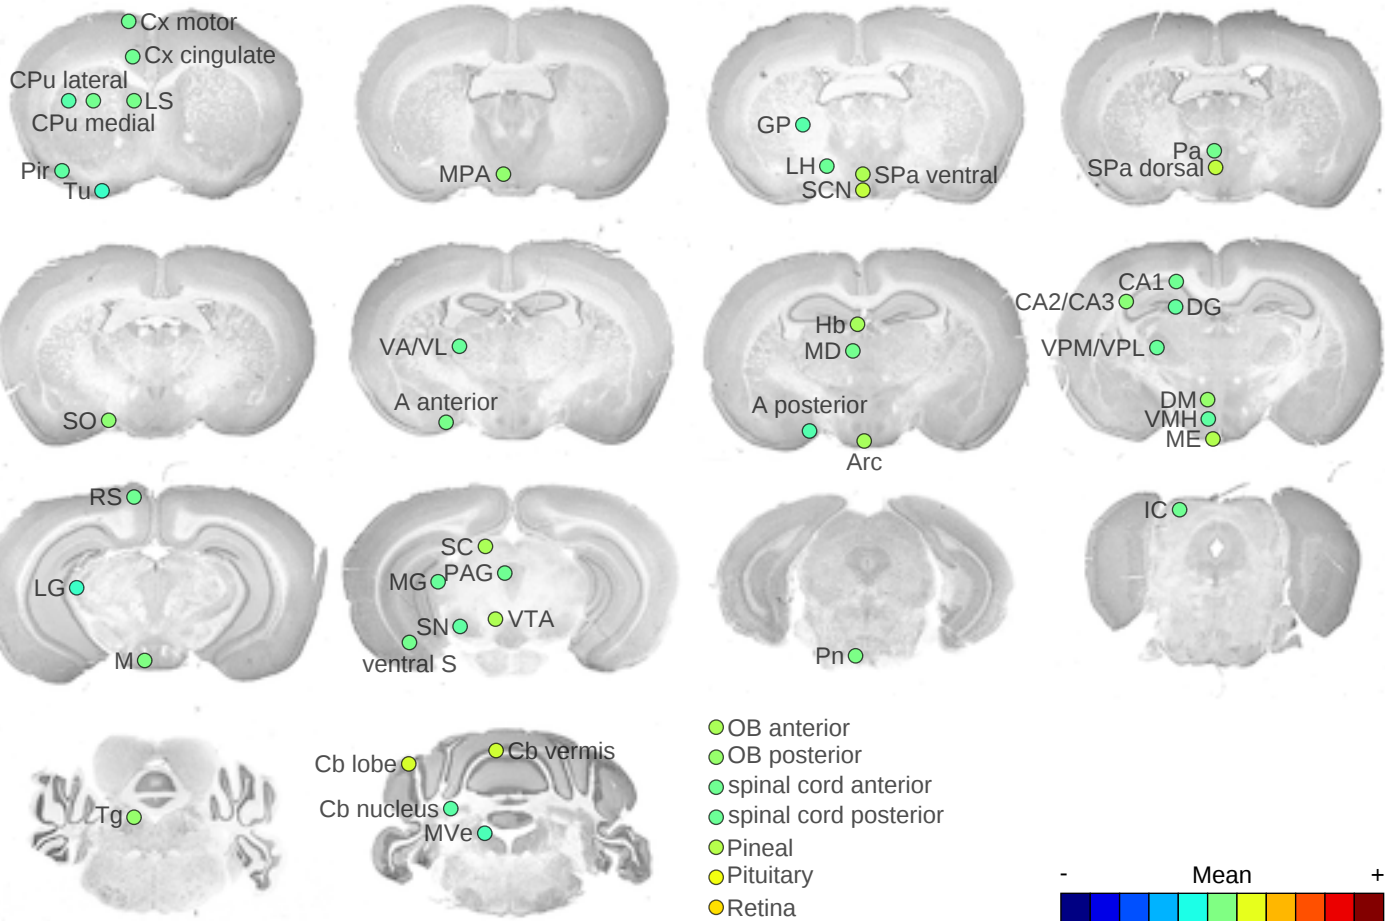 Cx motor
Cx cingulate
CPu lateral
LS
CPu medial
Pir
Tu
MPA
GP
LH
SPa ventral
SCN
Pa
SPa dorsal
SO
VA/VL
A anterior
Hb
MD
A posterior
Arc
CA1
CA2/CA3
DG
VPM/VPL
DM
VMH
ME
RS
LG
M
SC
MG
PAG
SN
VTA
ventral S
Pn
IC
Tg
Cb lobe
Cb vermis
Cb nucleus
MVe
OB anterior
OB posterior
spinal cord anterior
spinal cord posterior
Pineal
Pituitary
Retina
- Mean +